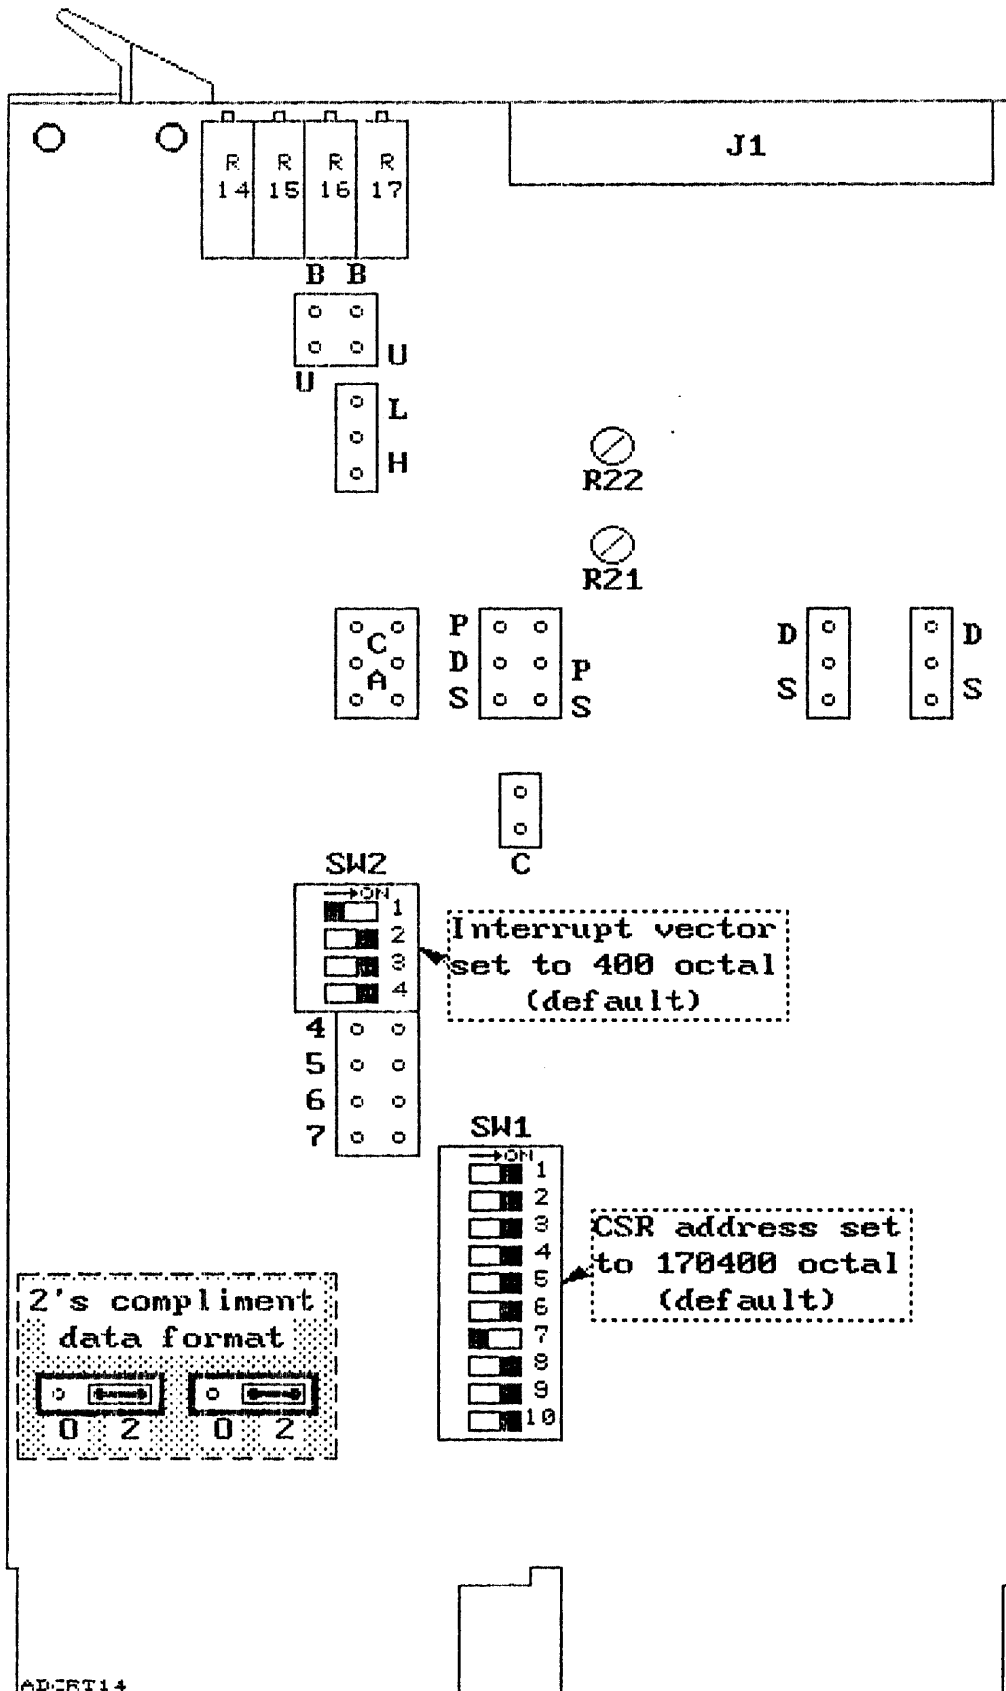 J1
R R R R
14 15 16 17
B B
U
U
L
H
R22
R21
C
A
P
D
S
P
S
D
S
D
S
C
SW2
ON
1
2
3
4
Interrupt vector
set to 400 octal
(default)
4
5
6
7
SW1
ON
1
2
3
4
5
6
7
8
9
10
CSR address set
to 170400 octal
(default)
2's compliment
data format
0 2 0 2